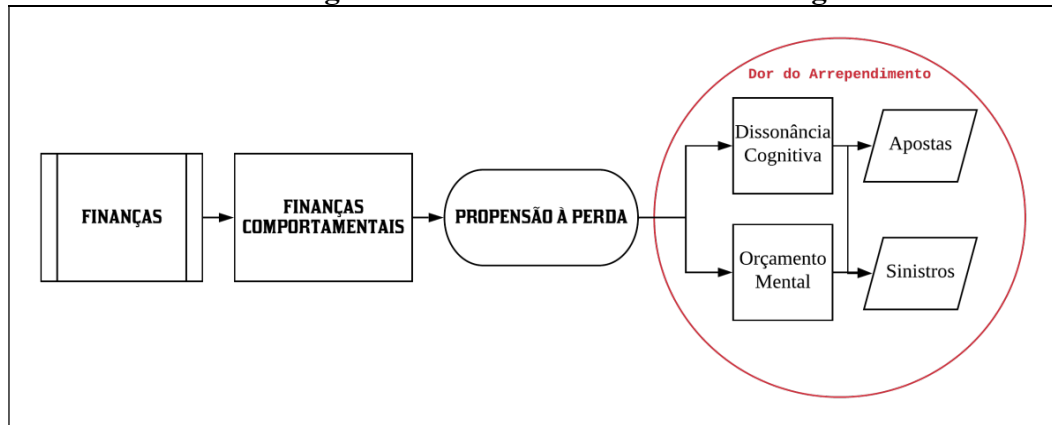 Dor do Arrependimento
Dissonância
Cognitiva
Apostas
FINANÇAS
FINANÇAS
COMPORTAMENTAIS
PROPENSÃO À PERDA
Orçamento
Mental
Sinistros